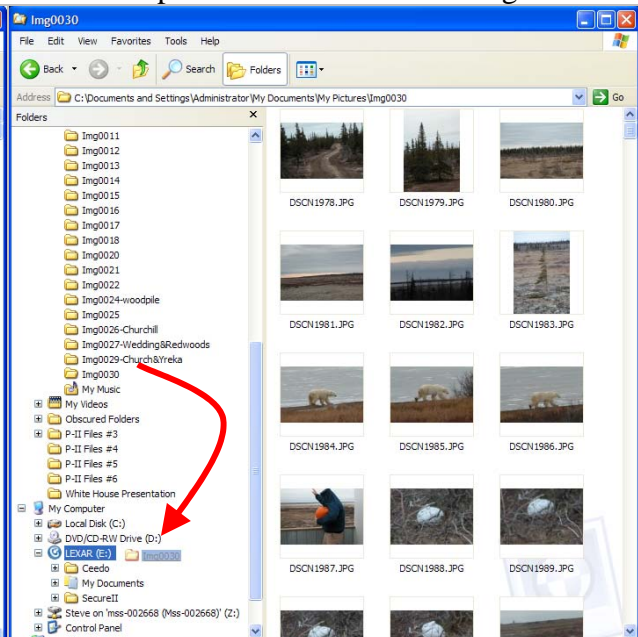 Img0030
File Edit View Favorites Tools Help
Back Search Folders
Address C:\Documents and Settings\Administrator\My Documents\My Pictures\Img0030 Go
Folders
Img0011
Img0012
Img0013
Img0014
Img0015
Img0016
Img0017
Img0018
Img0020
Img0021
Img0022
Img0024-woodpile
Img0025
Img0026-Churchill
Img0027-Wedding&Redwoods
Img0029-Church&Yreka
Img0030
My Music
My Videos
Obscured Folders
P-II Files #3
P-II Files #4
P-II Files #5
P-II Files #6
White House Presentation
My Computer
Local Disk (C:)
DVD/CD-RW Drive (D:)
LEXAR (E:) Img0030
Ceedo
My Documents
SecureII
Steve on 'mss-002668 (Mss-002668)' (Z:)
Control Panel
DSCN1978.JPG DSCN1979.JPG DSCN1980.JPG
DSCN1981.JPG DSCN1982.JPG DSCN1983.JPG
DSCN1984.JPG DSCN1985.JPG DSCN1986.JPG
DSCN1987.JPG DSCN1988.JPG DSCN1989.JPG